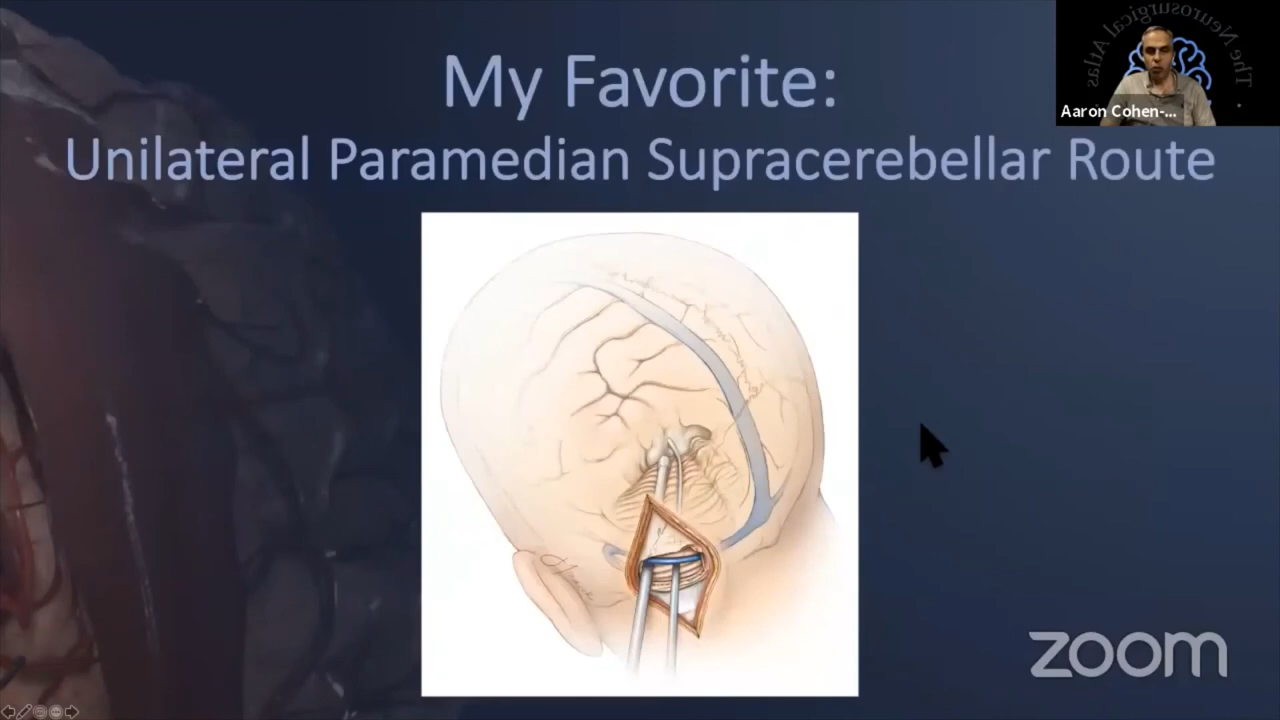 My Favorite:
Unilateral Paramedian Supracerebellar Route
The Neurosurgical Atlas
Aaron Cohen-...
zoom